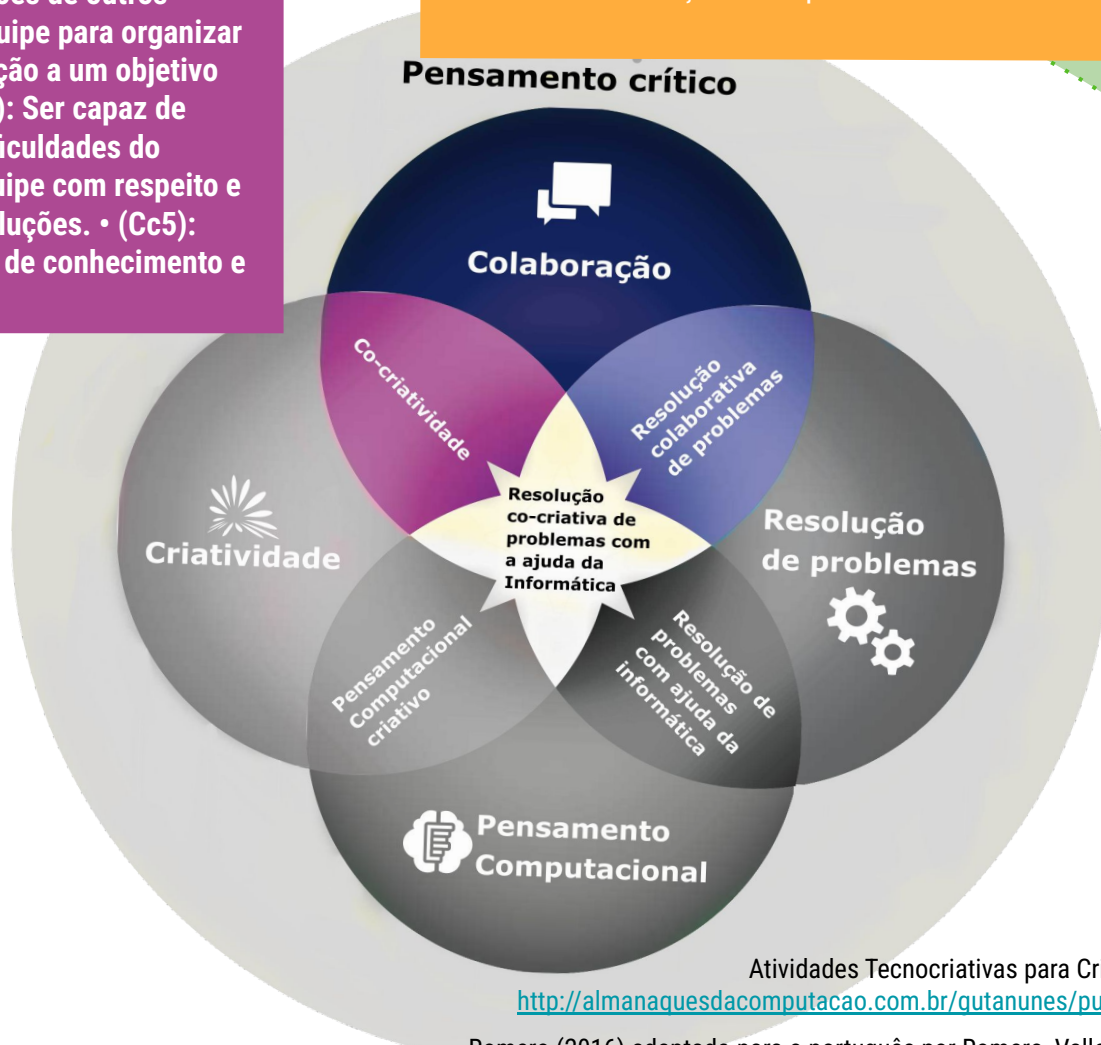 uipe para organizar
ção a um objetivo
): Ser capaz de
iculdades do
uipe com respeito e
luções. • (Cc5):
de conhecimento e
Pensamento crítico
Colaboração
Co-criatividade
Resolução
colaborativa
de problemas
Criatividade
Resolução
co-criativa de
problemas com
a ajuda da
Informática
Resolução
de problemas
Pensamento
Computacional
criativo
Resolução de
problemas
com ajuda da
informática
Pensamento
Computacional
Atividades Tecnocriativas para Cri
http://almanaquesdacomputacao.com.br/gutanunes/pu